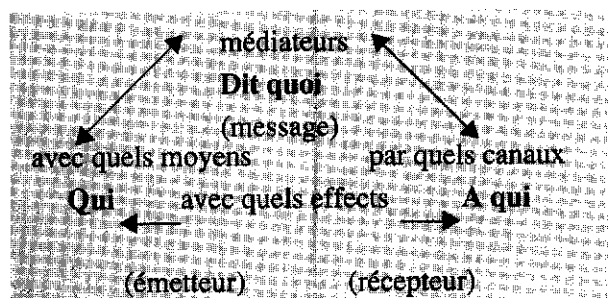 médiateurs
Dit quoi
(message)
avec quels moyens par quels canaux
Qui avec quels effects A qui
(émetteur) (récepteur)